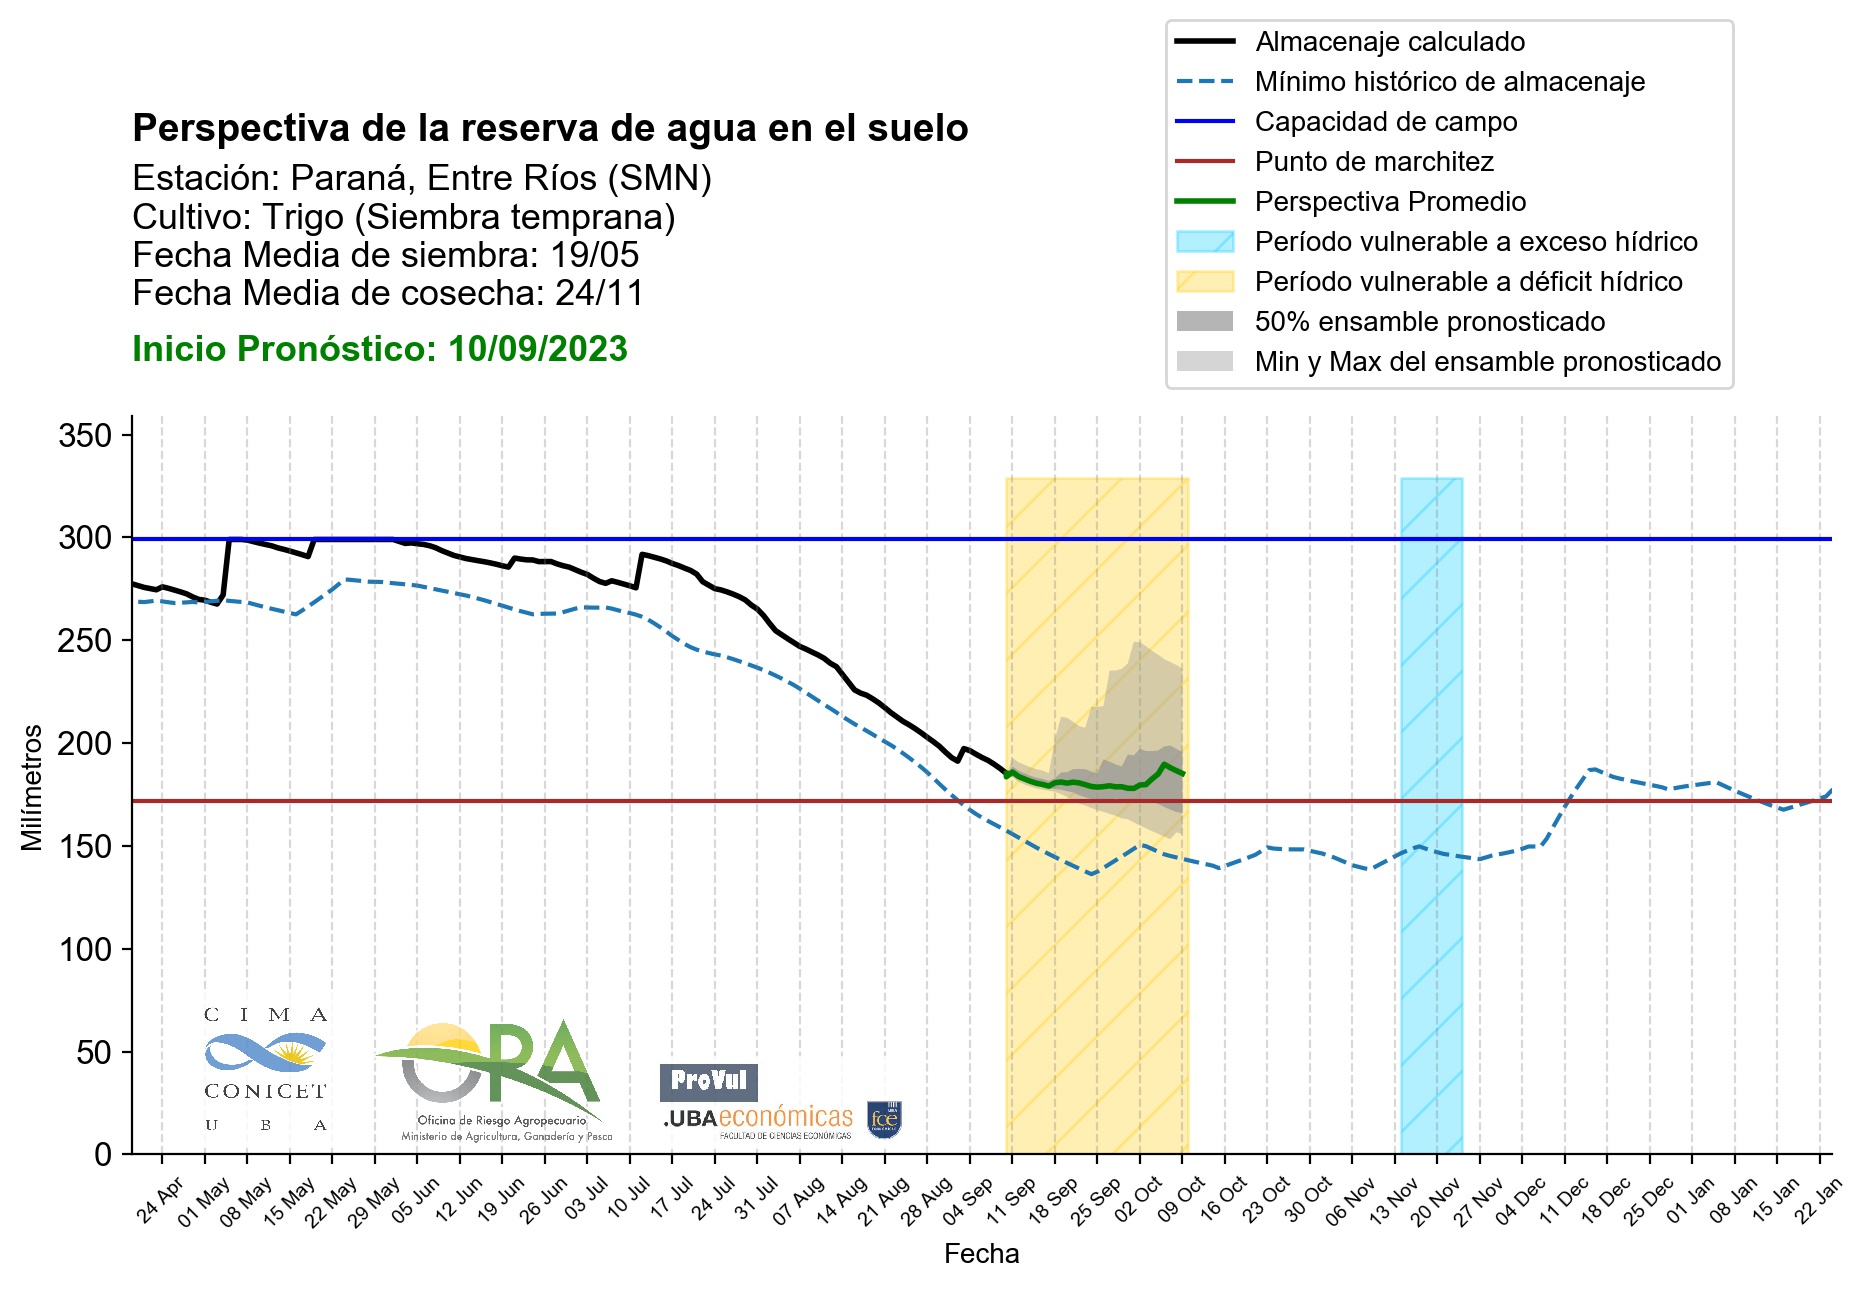 Almacenaje calculado
Mínimo histórico de almacenaje
Capacidad de campo
Punto de marchitez
Perspectiva Promedio
Período vulnerable a exceso hídrico
Período vulnerable a déficit hídrico
50% ensamble pronosticado
Min y Max del ensamble pronosticado
Perspectiva de la reserva de agua en el suelo
Estación: Paraná, Entre Ríos (SMN)
Cultivo: Trigo (Siembra temprana)
Fecha Media de siembra: 19/05
Fecha Media de cosecha: 24/11
Inicio Pronóstico: 10/09/2023
Milímetros
350
300
250
200
150
100
50
0
CIMA
CONICET
UBA
OPA
Oficina de Riesgo Agropecuario
Ministerio de Agricultura, Ganadería y Pesca
ProVul
.UBAeconómicas
FACULTAD DE CIENCIAS ECONÓMICAS
fce
24 Apr
01 May
08 May
15 May
22 May
29 May
05 Jun
12 Jun
19 Jun
26 Jun
03 Jul
10 Jul
17 Jul
24 Jul
31 Jul
07 Aug
14 Aug
21 Aug
28 Aug
04 Sep
11 Sep
18 Sep
25 Sep
02 Oct
09 Oct
16 Oct
23 Oct
30 Oct
06 Nov
13 Nov
20 Nov
27 Nov
04 Dec
11 Dec
18 Dec
25 Dec
01 Jan
08 Jan
15 Jan
22 Jan
Fecha